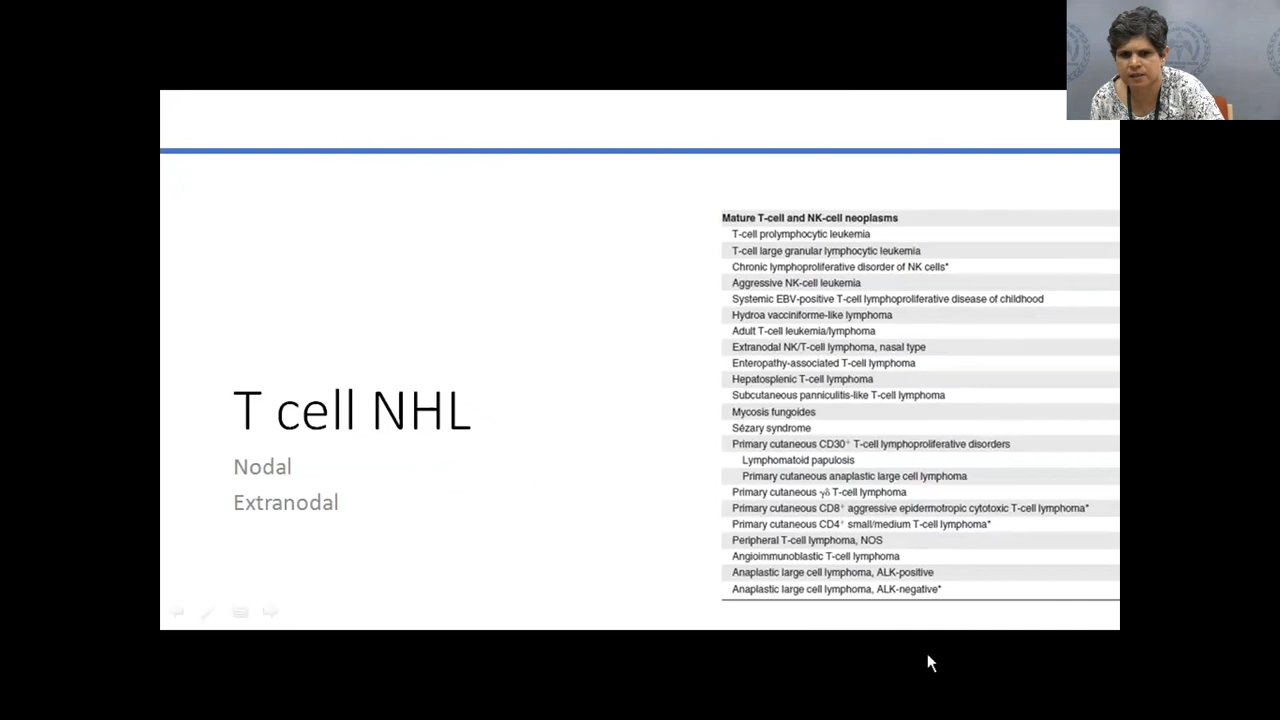 T cell NHL
Nodal
Extranodal
Mature T-cell and NK-cell neoplasms
T-cell prolymphocytic leukemia
T-cell large granular lymphocytic leukemia
Chronic lymphoproliferative disorder of NK cells*
Aggressive NK-cell leukemia
Systemic EBV-positive T-cell lymphoproliferative disease of childhood
Hydroa vacciniforme-like lymphoma
Adult T-cell leukemia/lymphoma
Extranodal NK/T-cell lymphoma, nasal type
Enteropathy-associated T-cell lymphoma
Hepatosplenic T-cell lymphoma
Subcutaneous panniculitis-like T-cell lymphoma
Mycosis fungoides
Sézary syndrome
Primary cutaneous CD30⁺ T-cell lymphoproliferative disorders
Lymphomatoid papulosis
Primary cutaneous anaplastic large cell lymphoma
Primary cutaneous γδ T-cell lymphoma
Primary cutaneous CD8⁺ aggressive epidermotropic cytotoxic T-cell lymphoma*
Primary cutaneous CD4⁺ small/medium T-cell lymphoma*
Peripheral T-cell lymphoma, NOS
Angioimmunoblastic T-cell lymphoma
Anaplastic large cell lymphoma, ALK-positive
Anaplastic large cell lymphoma, ALK-negative*